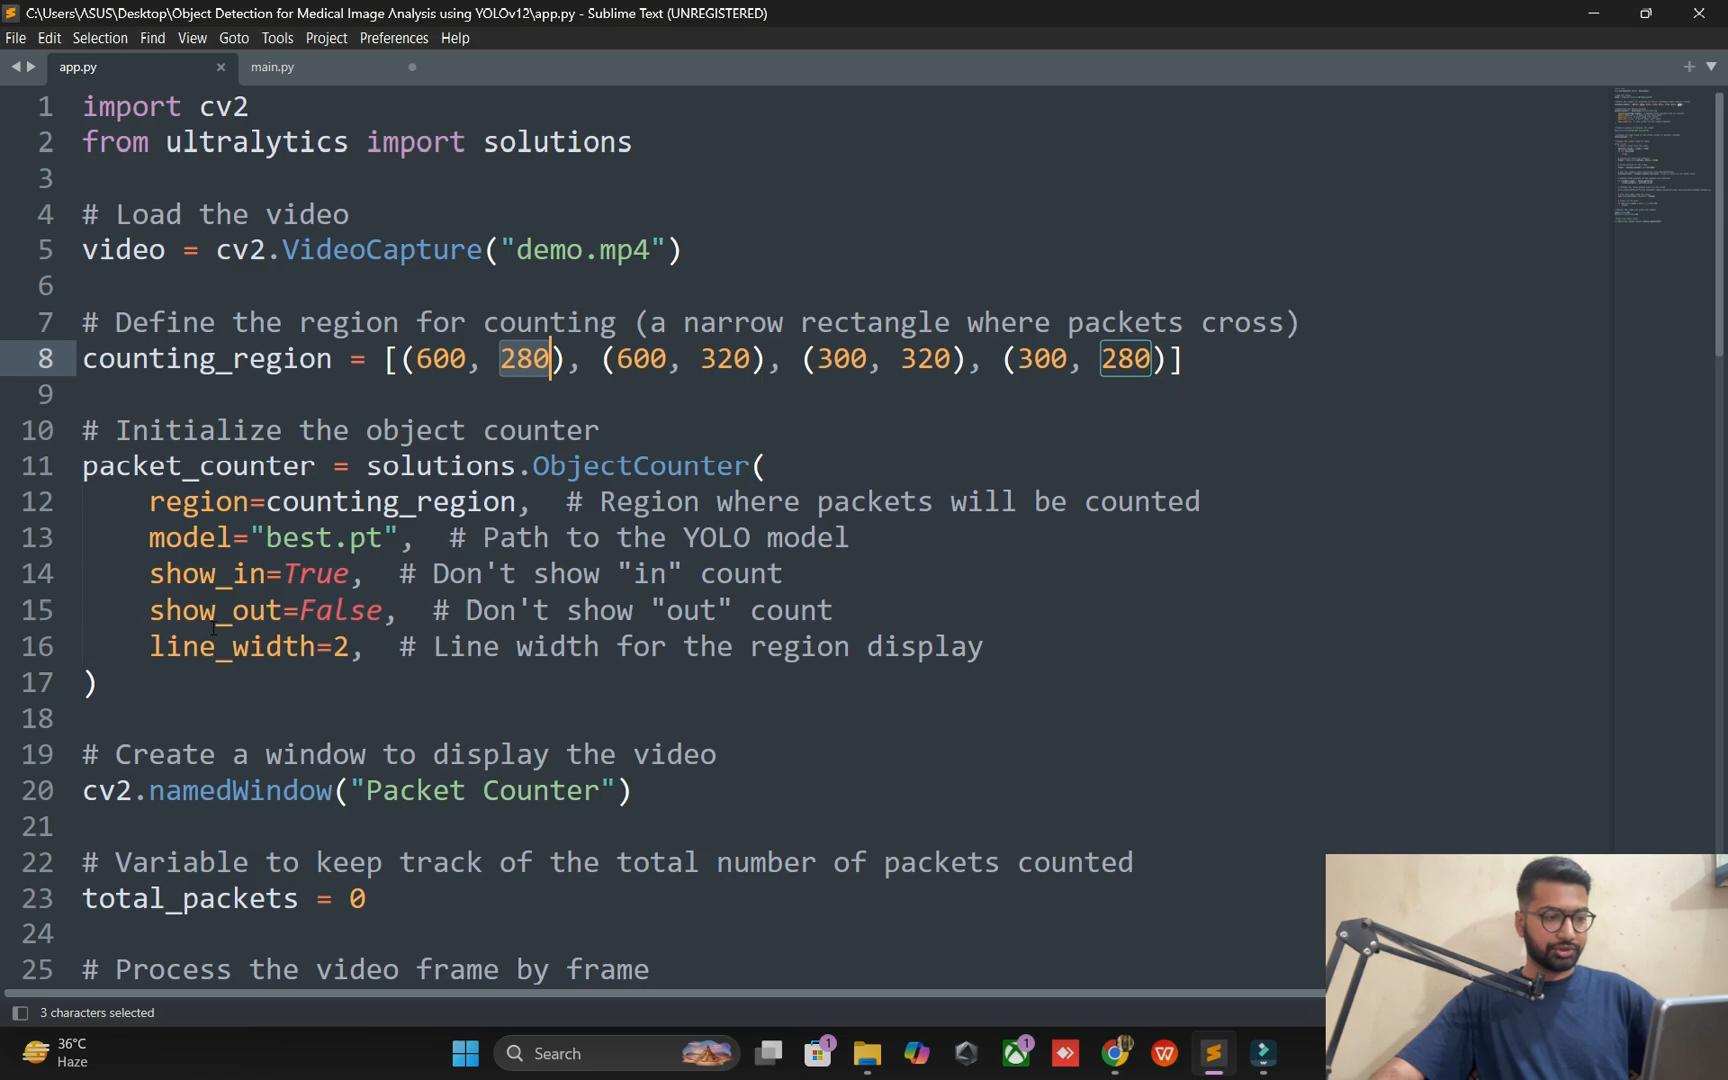 C:\Users\ASUS\Desktop\Object Detection for Medical Image Analysis using YOLOv12\app.py - Sublime Text (UNREGISTERED)
File Edit Selection Find View Goto Tools Project Preferences Help
app.py main.py
1 import cv2
2 from ultralytics import solutions
3
4 # Load the video
5 video = cv2.VideoCapture("demo.mp4")
6
7 # Define the region for counting (a narrow rectangle where packets cross)
8 counting_region = [(600, 280), (600, 320), (300, 320), (300, 280)]
9
10 # Initialize the object counter
11 packet_counter = solutions.ObjectCounter(
12 region=counting_region, # Region where packets will be counted
13 model="best.pt", # Path to the YOLO model
14 show_in=True, # Don't show "in" count
15 show_out=False, # Don't show "out" count
16 line_width=2, # Line width for the region display
17 )
18
19 # Create a window to display the video
20 cv2.namedWindow("Packet Counter")
21
22 # Variable to keep track of the total number of packets counted
23 total_packets = 0
24
25 # Process the video frame by frame
3 characters selected
36°C
Haze
Search
1
1